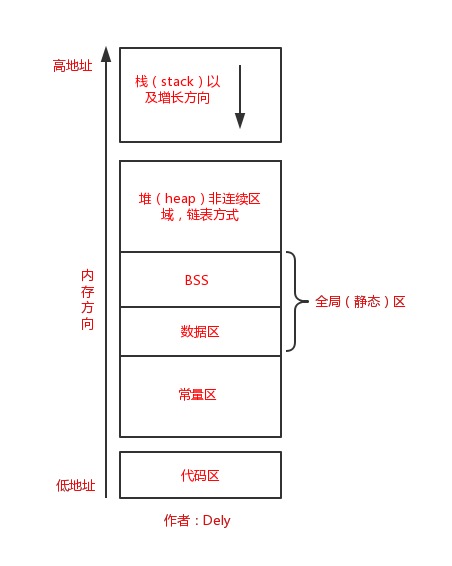 高地址
栈（stack）以
及增长方向
堆（heap）非连续区
域，链表方式
内
存
方
向
BSS
全局（静态）区
数据区
常量区
代码区
低地址
作者：Dely